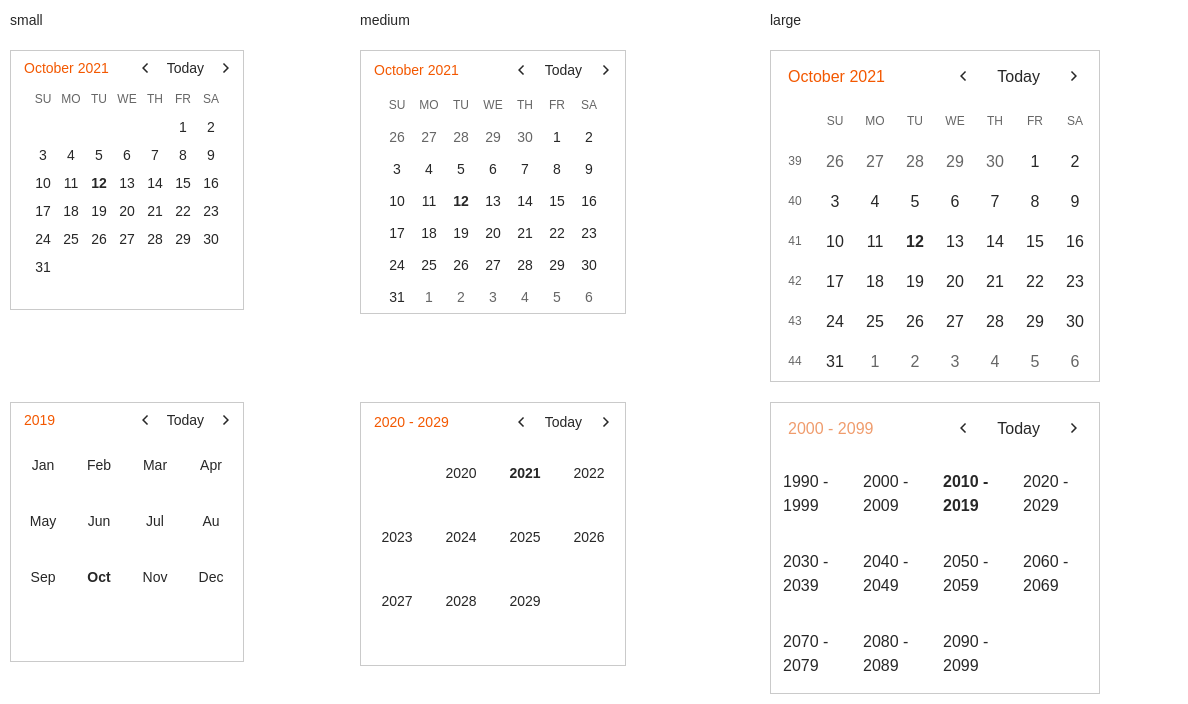 small
October 2021 Today
SU MO TU WE TH FR SA
1 2
3 4 5 6 7 8 9
10 11 12 13 14 15 16
17 18 19 20 21 22 23
24 25 26 27 28 29 30
31
medium
October 2021 Today
SU MO TU WE TH FR SA
26 27 28 29 30 1 2
3 4 5 6 7 8 9
10 11 12 13 14 15 16
17 18 19 20 21 22 23
24 25 26 27 28 29 30
31 1 2 3 4 5 6
large
October 2021 Today
SU MO TU WE TH FR SA
39 26 27 28 29 30 1 2
40 3 4 5 6 7 8 9
41 10 11 12 13 14 15 16
42 17 18 19 20 21 22 23
43 24 25 26 27 28 29 30
44 31 1 2 3 4 5 6
2019 Today
Jan Feb Mar Apr
May Jun Jul Au
Sep Oct Nov Dec
2020 - 2029 Today
2020 2021 2022
2023 2024 2025 2026
2027 2028 2029
2000 - 2099 Today
1990 - 2000 - 2010 - 2020 -
1999 2009 2019 2029
2030 - 2040 - 2050 - 2060 -
2039 2049 2059 2069
2070 - 2080 - 2090 -
2079 2089 2099